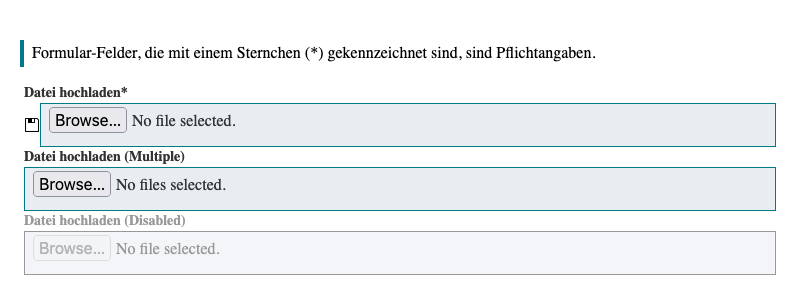 Formular-Felder, die mit einem Sternchen (*) gekennzeichnet sind, sind Pflichtangaben.
Datei hochladen*
Browse... No file selected.
Datei hochladen (Multiple)
Browse... No files selected.
Datei hochladen (Disabled)
Browse... No file selected.